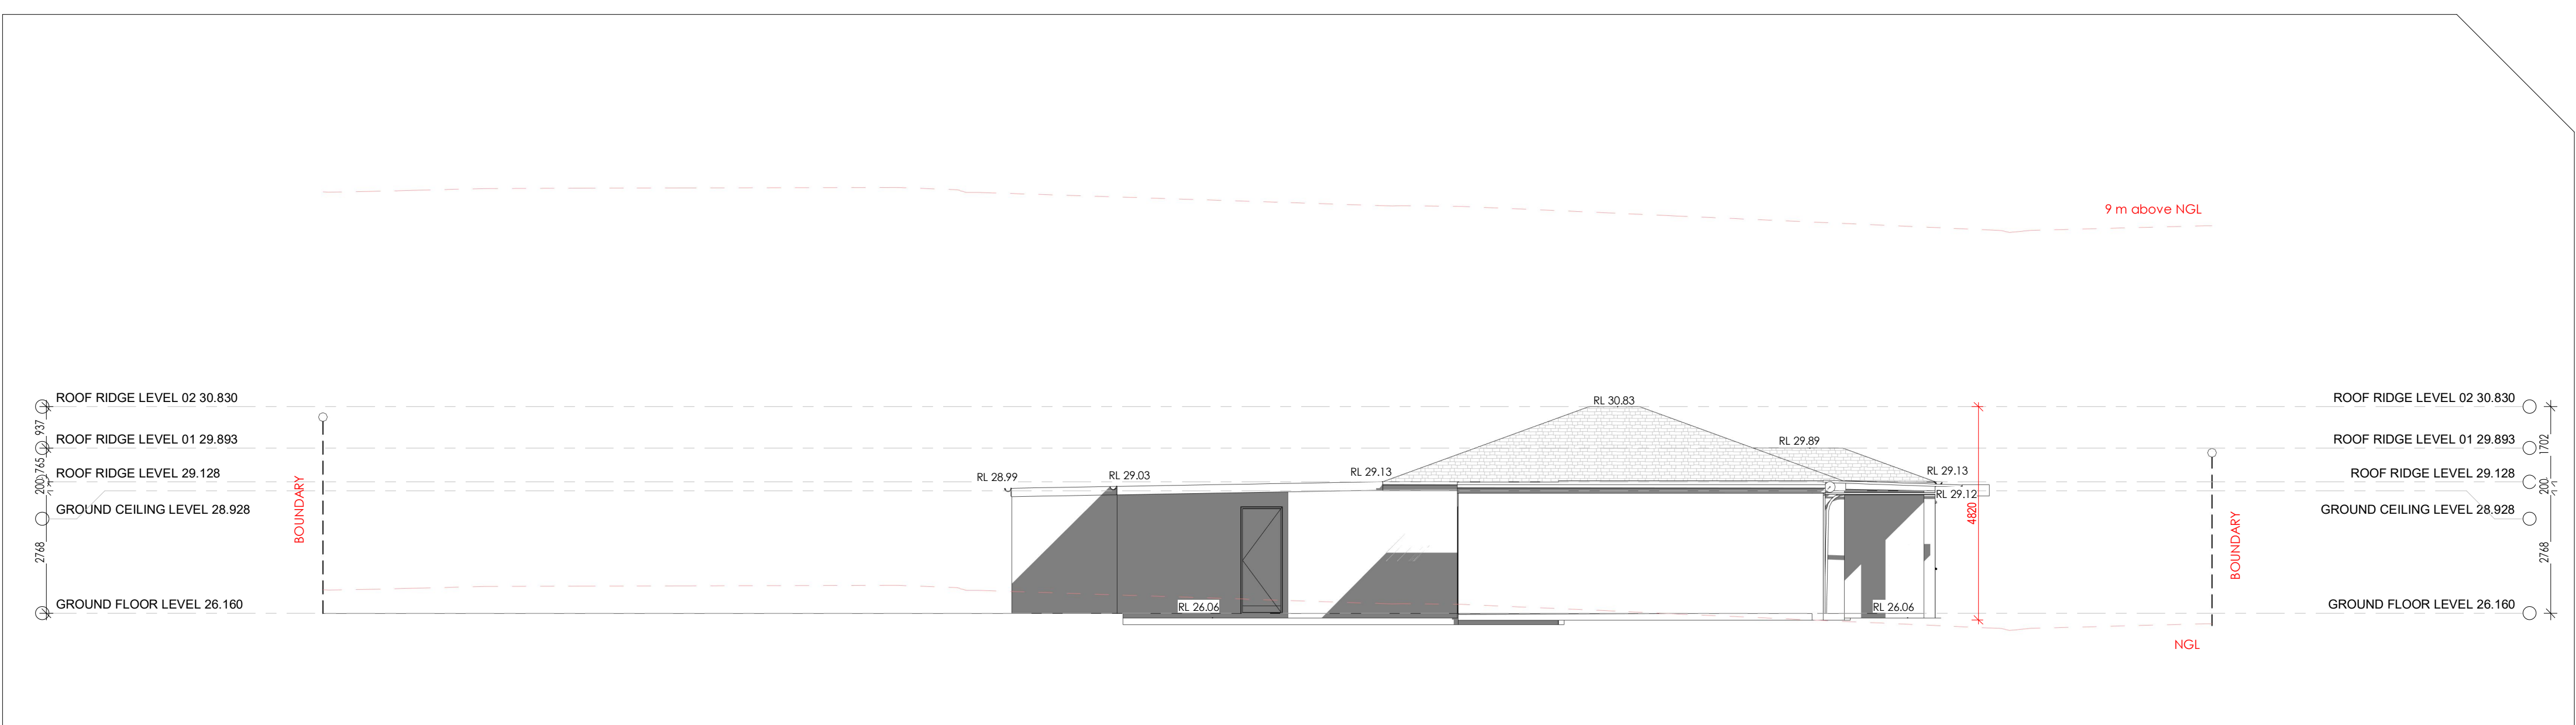 9 m above NGL
ROOF RIDGE LEVEL 02 30.830
RL 30.83
ROOF RIDGE LEVEL 02 30.830
937
ROOF RIDGE LEVEL 01 29.893
RL 29.89
ROOF RIDGE LEVEL 01 29.893
1702
765
ROOF RIDGE LEVEL 29.128
RL 28.99
RL 29.03
RL 29.13
RL 29.13
ROOF RIDGE LEVEL 29.128
200
RL 29.12
200
GROUND CEILING LEVEL 28.928
BOUNDARY
4820
GROUND CEILING LEVEL 28.928
BOUNDARY
2768
2768
GROUND FLOOR LEVEL 26.160
RL 26.06
RL 26.06
GROUND FLOOR LEVEL 26.160
NGL